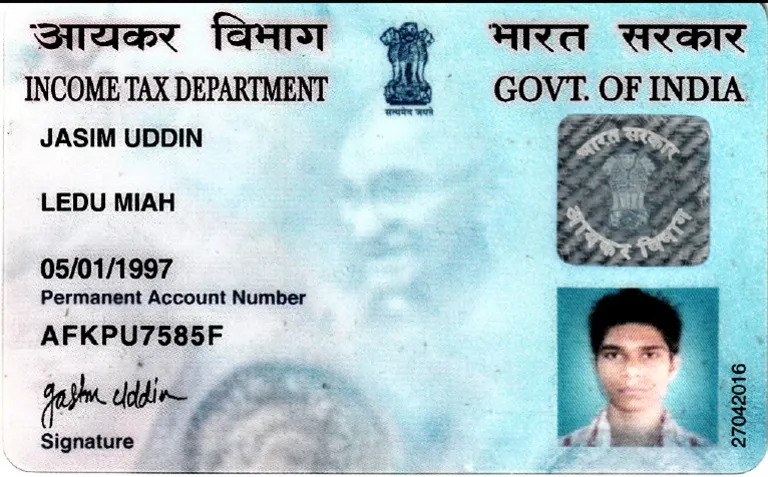 आयकर विभाग
INCOME TAX DEPARTMENT
सत्यमेव जयते
भारत सरकार
GOVT. OF INDIA
JASIM UDDIN
LEDU MIAH
05/01/1997
Permanent Account Number
AFKPU7585F
Jasim Uddin
Signature
भारत सरकार
आयकर विभाग
27042016